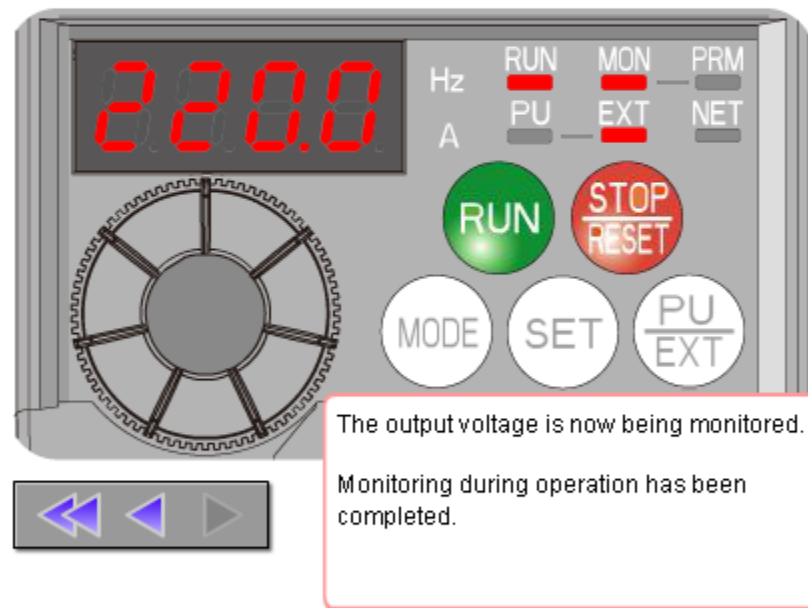 220.0
Hz RUN MON PRM
A PU EXT NET
RUN STOP
RESET
MODE SET PU
EXT
The output voltage is now being monitored.
Monitoring during operation has been
completed.